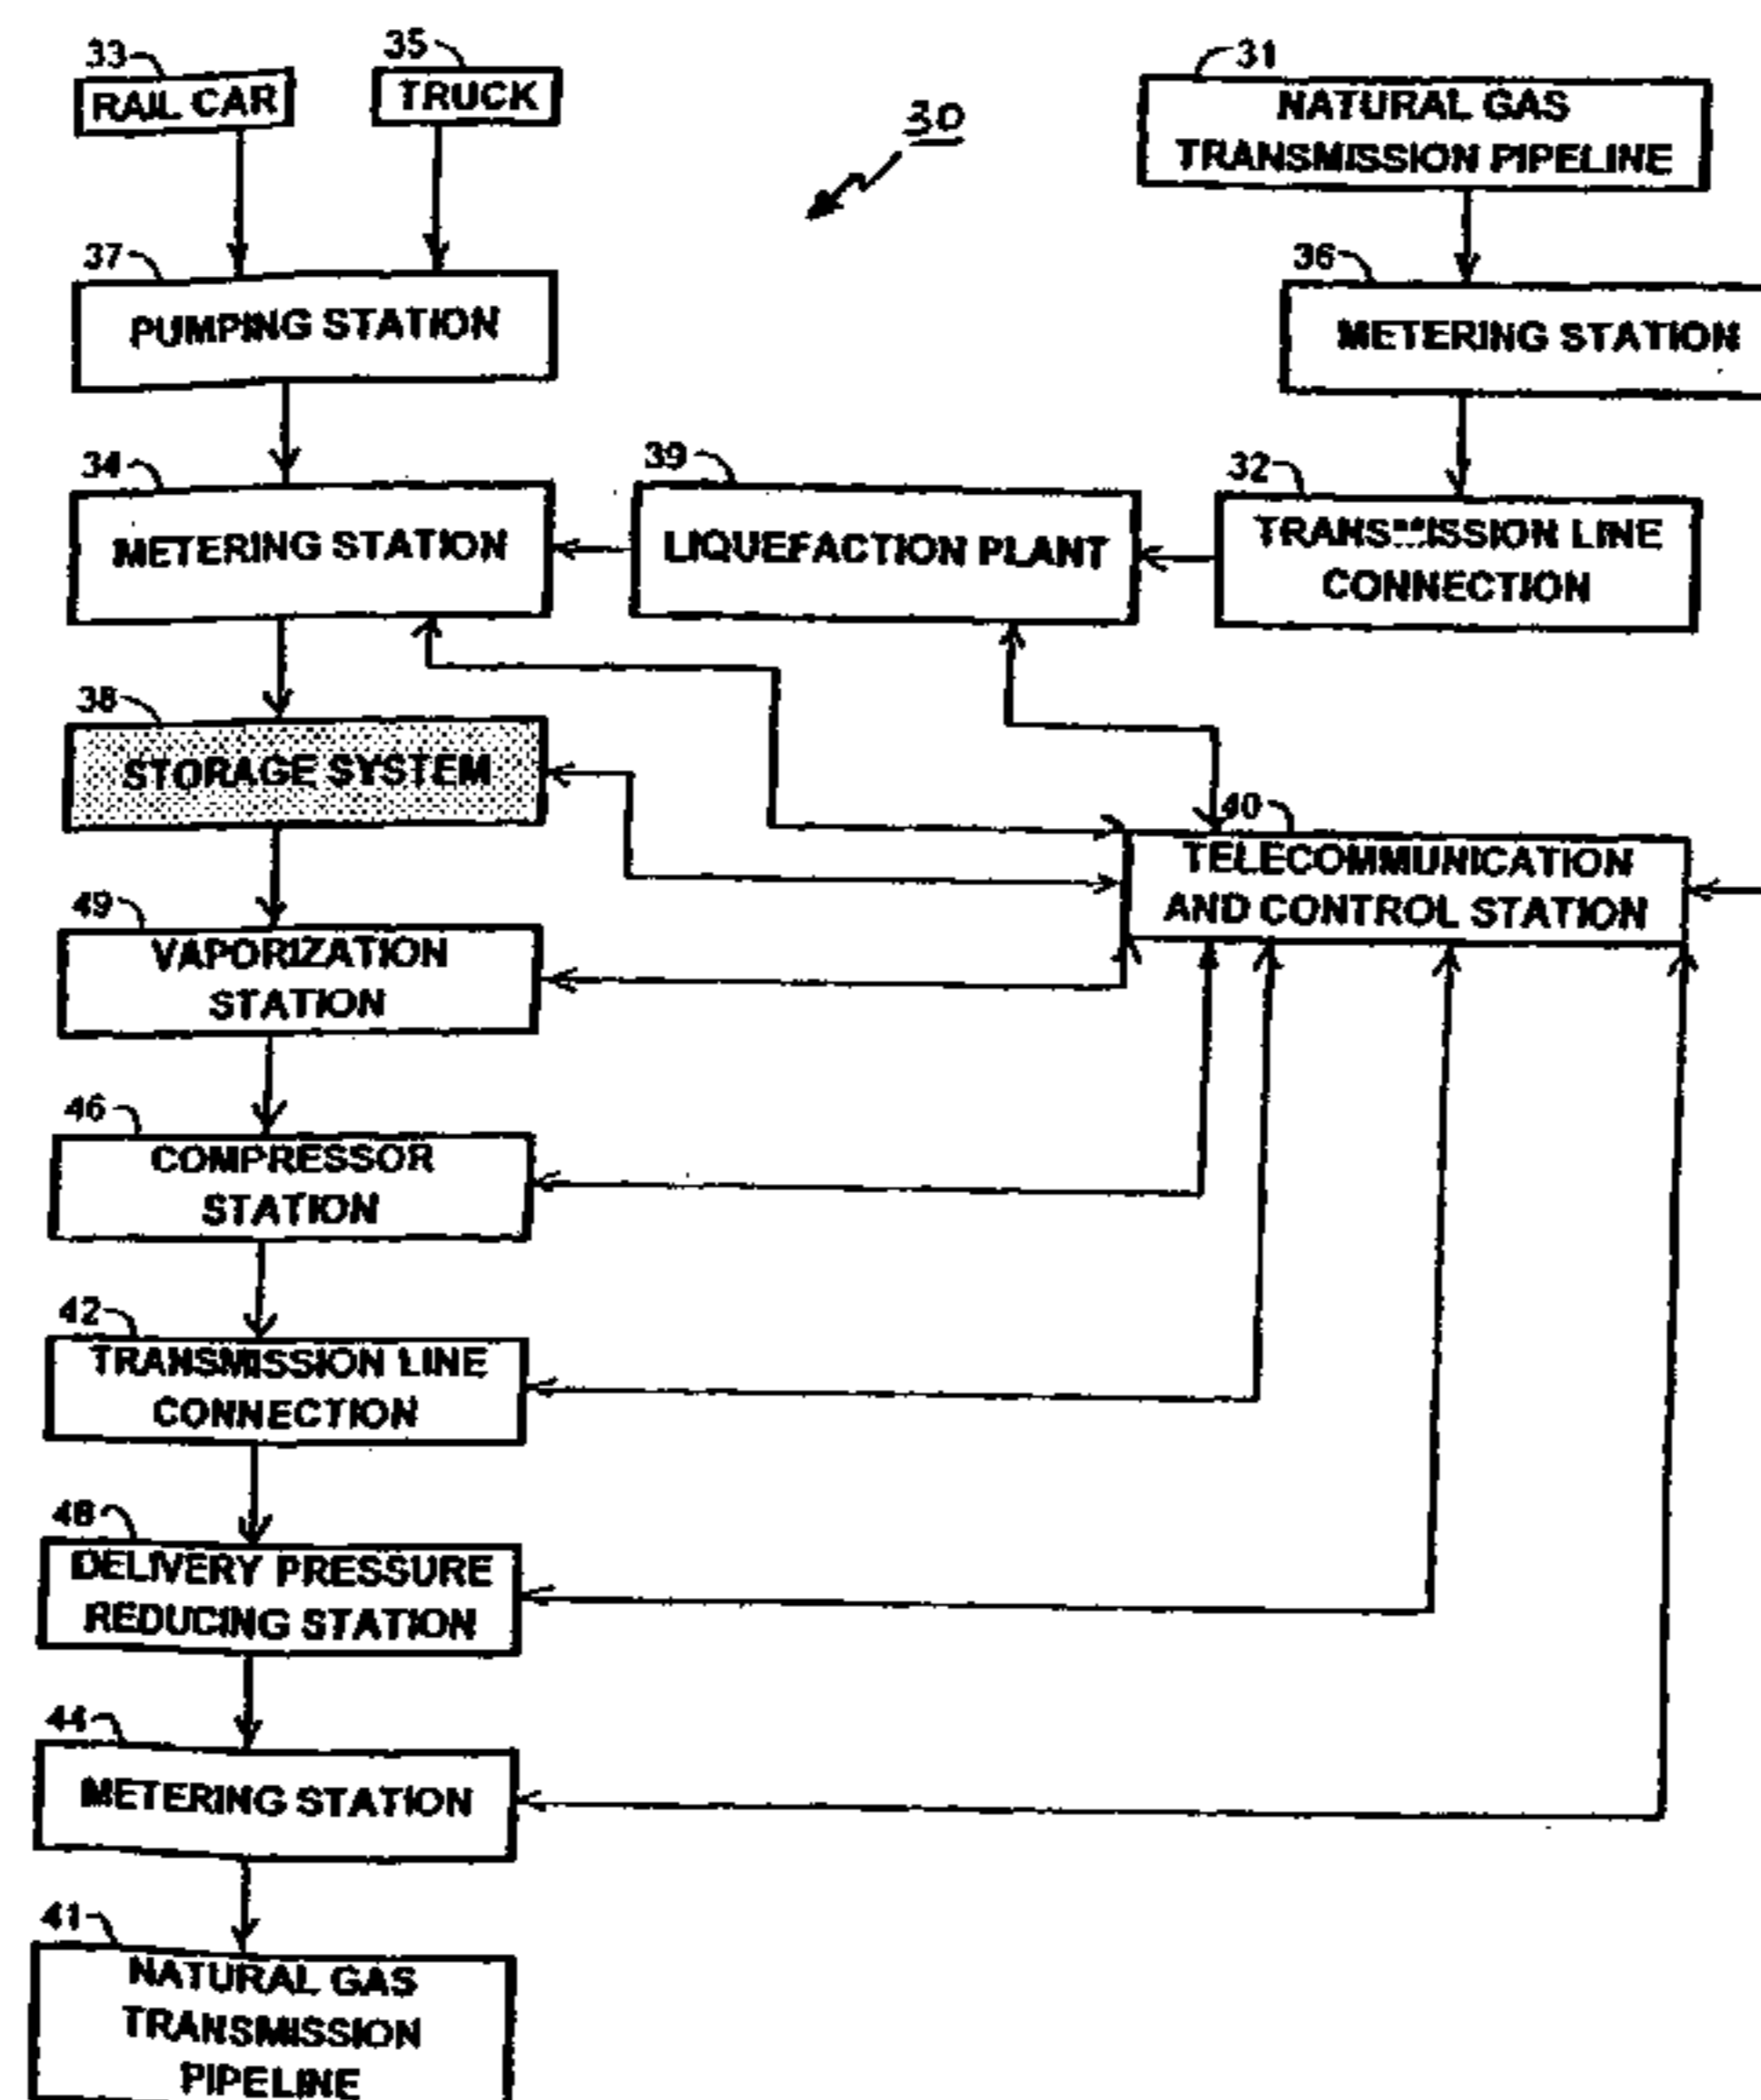 33
RAIL CAR
35
TRUCK
30
31
NATURAL GAS
TRANSMISSION PIPELINE
37
PUMPING STATION
36
METERING STATION
34
METERING STATION
39
LIQUEFACTION PLANT
32
TRANSMISSION LINE
CONNECTION
38
STORAGE SYSTEM
40
TELECOMMUNICATION
AND CONTROL STATION
49
VAPORIZATION
STATION
46
COMPRESSOR
STATION
42
TRANSMISSION LINE
CONNECTION
48
DELIVERY PRESSURE
REDUCING STATION
44
METERING STATION
41
NATURAL GAS
TRANSMISSION
PIPELINE